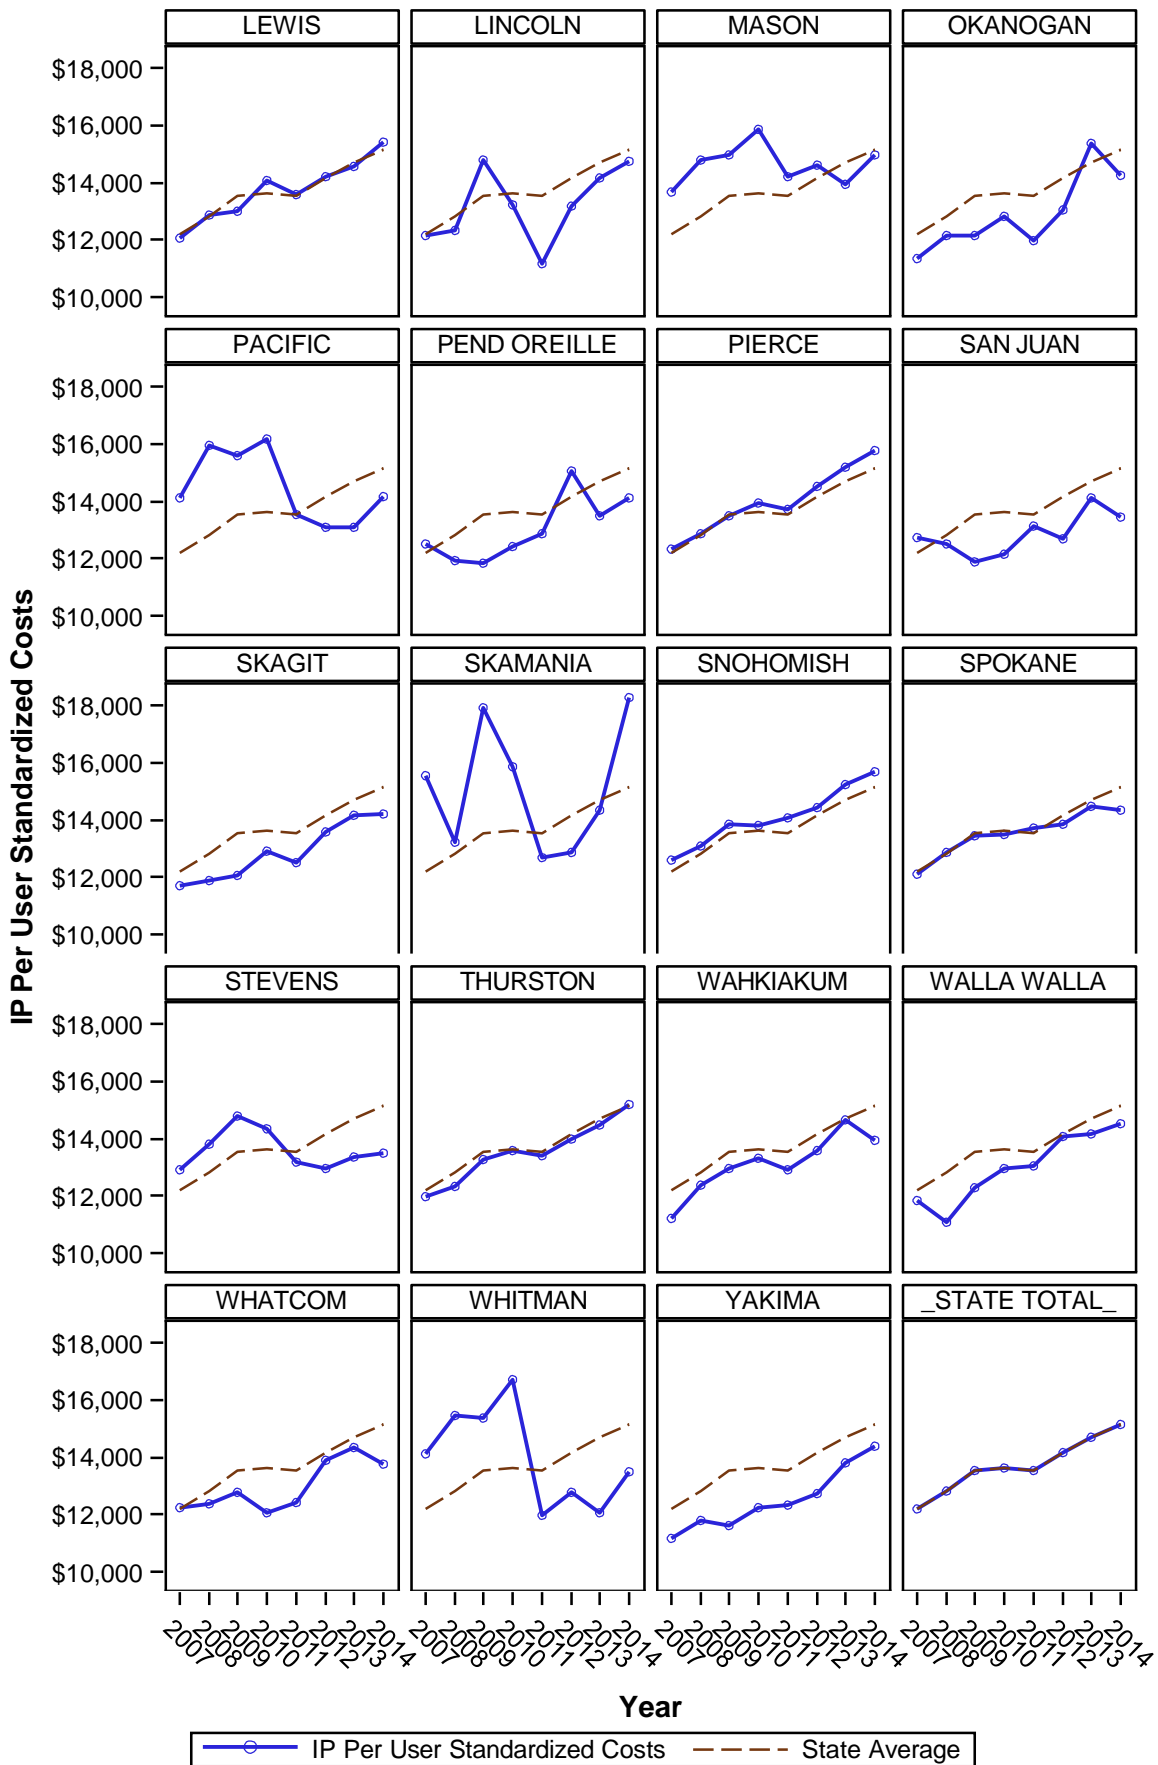 LEWIS LINCOLN MASON OKANOGAN
$18,000
$16,000
$14,000
$12,000
$10,000
PACIFIC PEND OREILLE PIERCE SAN JUAN
$18,000
$16,000
$14,000
$12,000
$10,000
SKAGIT SKAMANIA SNOHOMISH SPOKANE
$18,000
$16,000
$14,000
$12,000
$10,000
STEVENS THURSTON WAHKIAKUM WALLA WALLA
$18,000
$16,000
$14,000
$12,000
$10,000
WHATCOM WHITMAN YAKIMA _STATE TOTAL_
$18,000
$16,000
$14,000
$12,000
$10,000
IP Per User Standardized Costs
2007 2008 2009 2010 2011 2012 2013 2014 2007 2008 2009 2010 2011 2012 2013 2014 2007 2008 2009 2010 2011 2012 2013 2014 2007 2008 2009 2010 2011 2012 2013 2014
Year
IP Per User Standardized Costs State Average